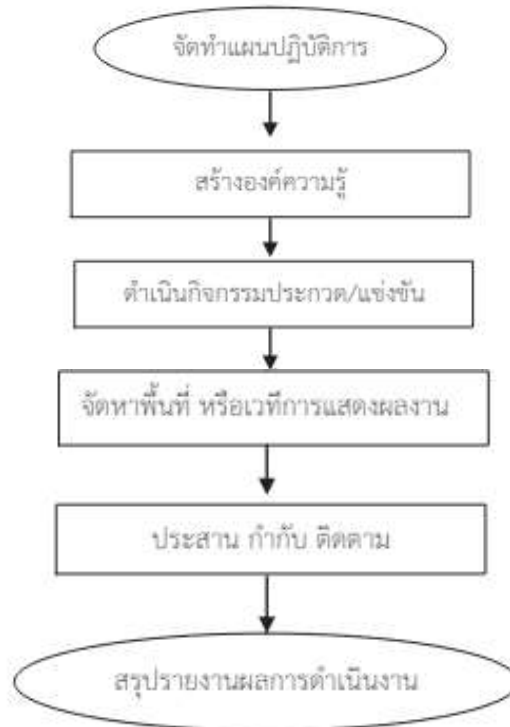 จัดทำแผนปฏิบัติการ
สร้างองค์ความรู้
ดำเนินกิจกรรมประกวด/แข่งขัน
จัดหาพื้นที่ หรือเวทีการแสดงผลงาน
ประสาน กำกับ ติดตาม
สรุปรายงานผลการดำเนินงาน